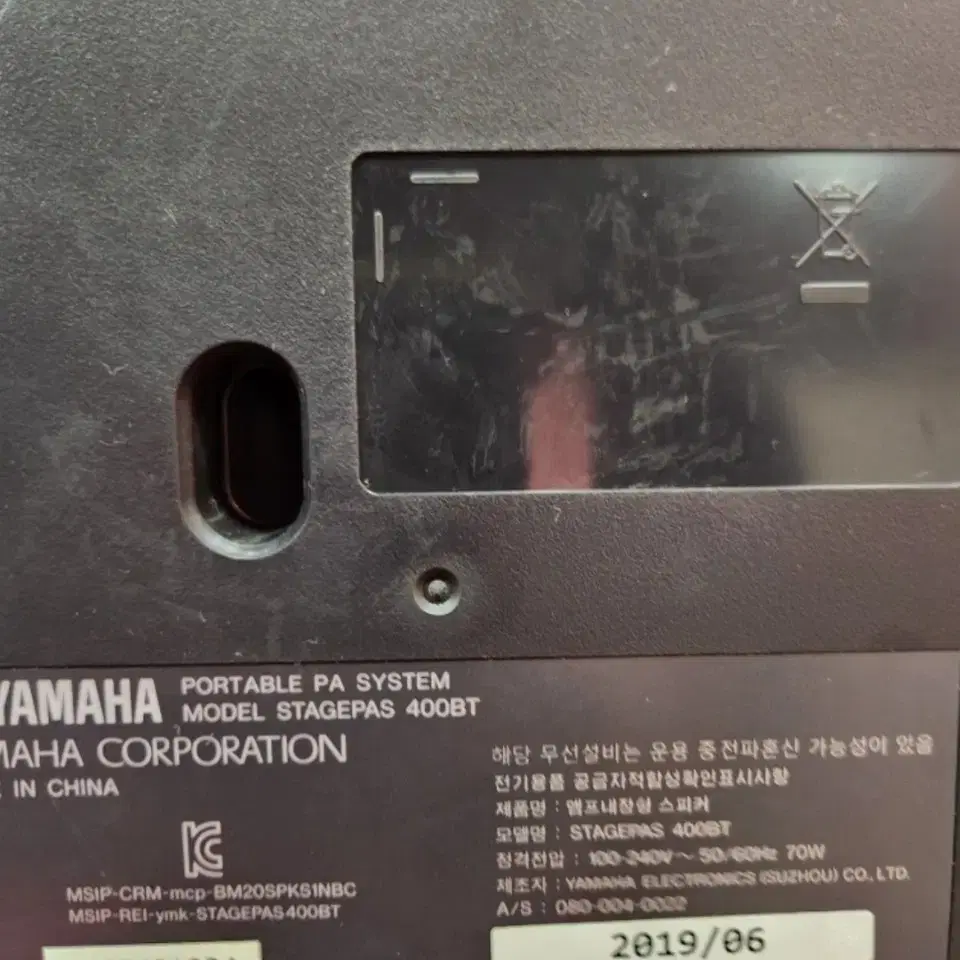 YAMAHA PORTABLE PA SYSTEM
MODEL STAGEPAS 400BT
MAHA CORPORATION
IN CHINA
MSIP-CRM-mcp-BM20SPKS1NBC
MSIP-REI-ymk-STAGEPAS400BT
해당 무선설비는 운용 중 전파혼신 가능성이 있음
전기용품 공급자적합성확인표시사항
제품명 : 앰프내장형 스피커
모델명 : STAGEPAS 400BT
정격전압 : 100-240V~ 50/60Hz 70W
제조자 : YAMAHA ELECTRONICS (SUZHOU) CO., LTD.
A/S : 080-004-0022
2019/06